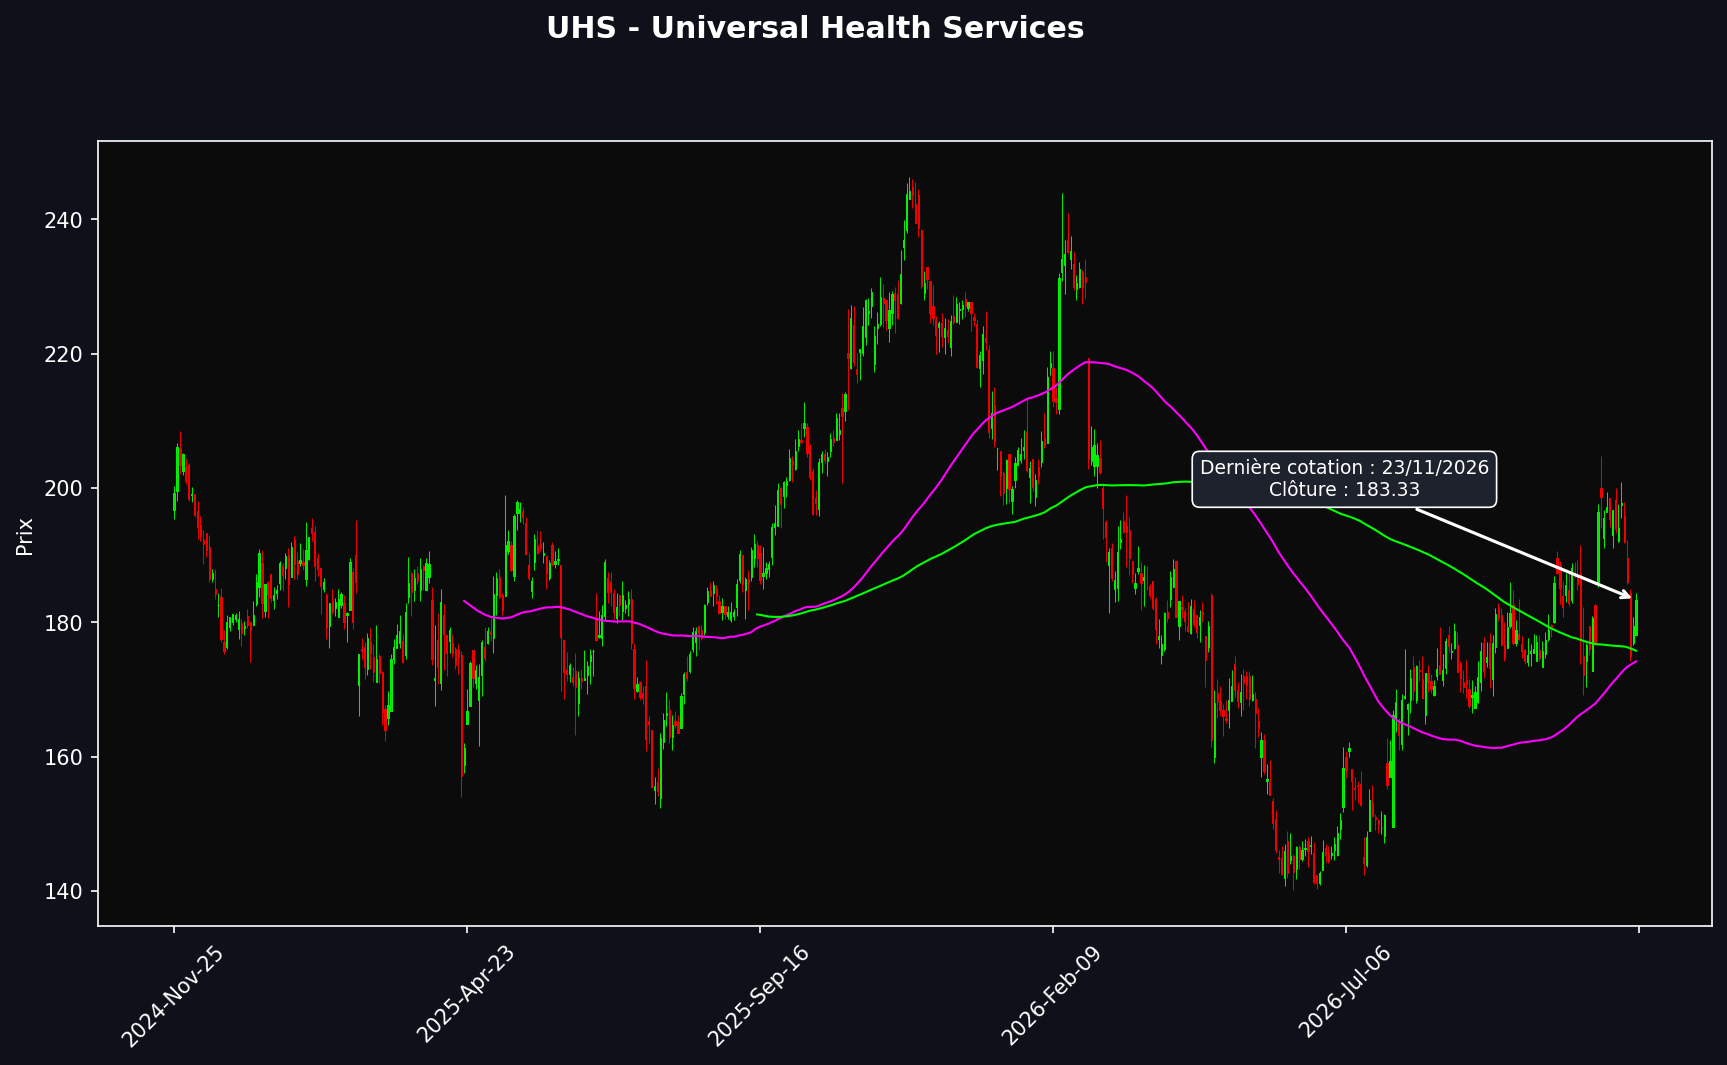 UHS - Universal Health Services
Prix
240
220
200
180
160
140
Dernière cotation : 23/11/2026
Clôture : 183.33
2024-Nov-25
2025-Apr-23
2025-Sep-16
2026-Feb-09
2026-Jul-06